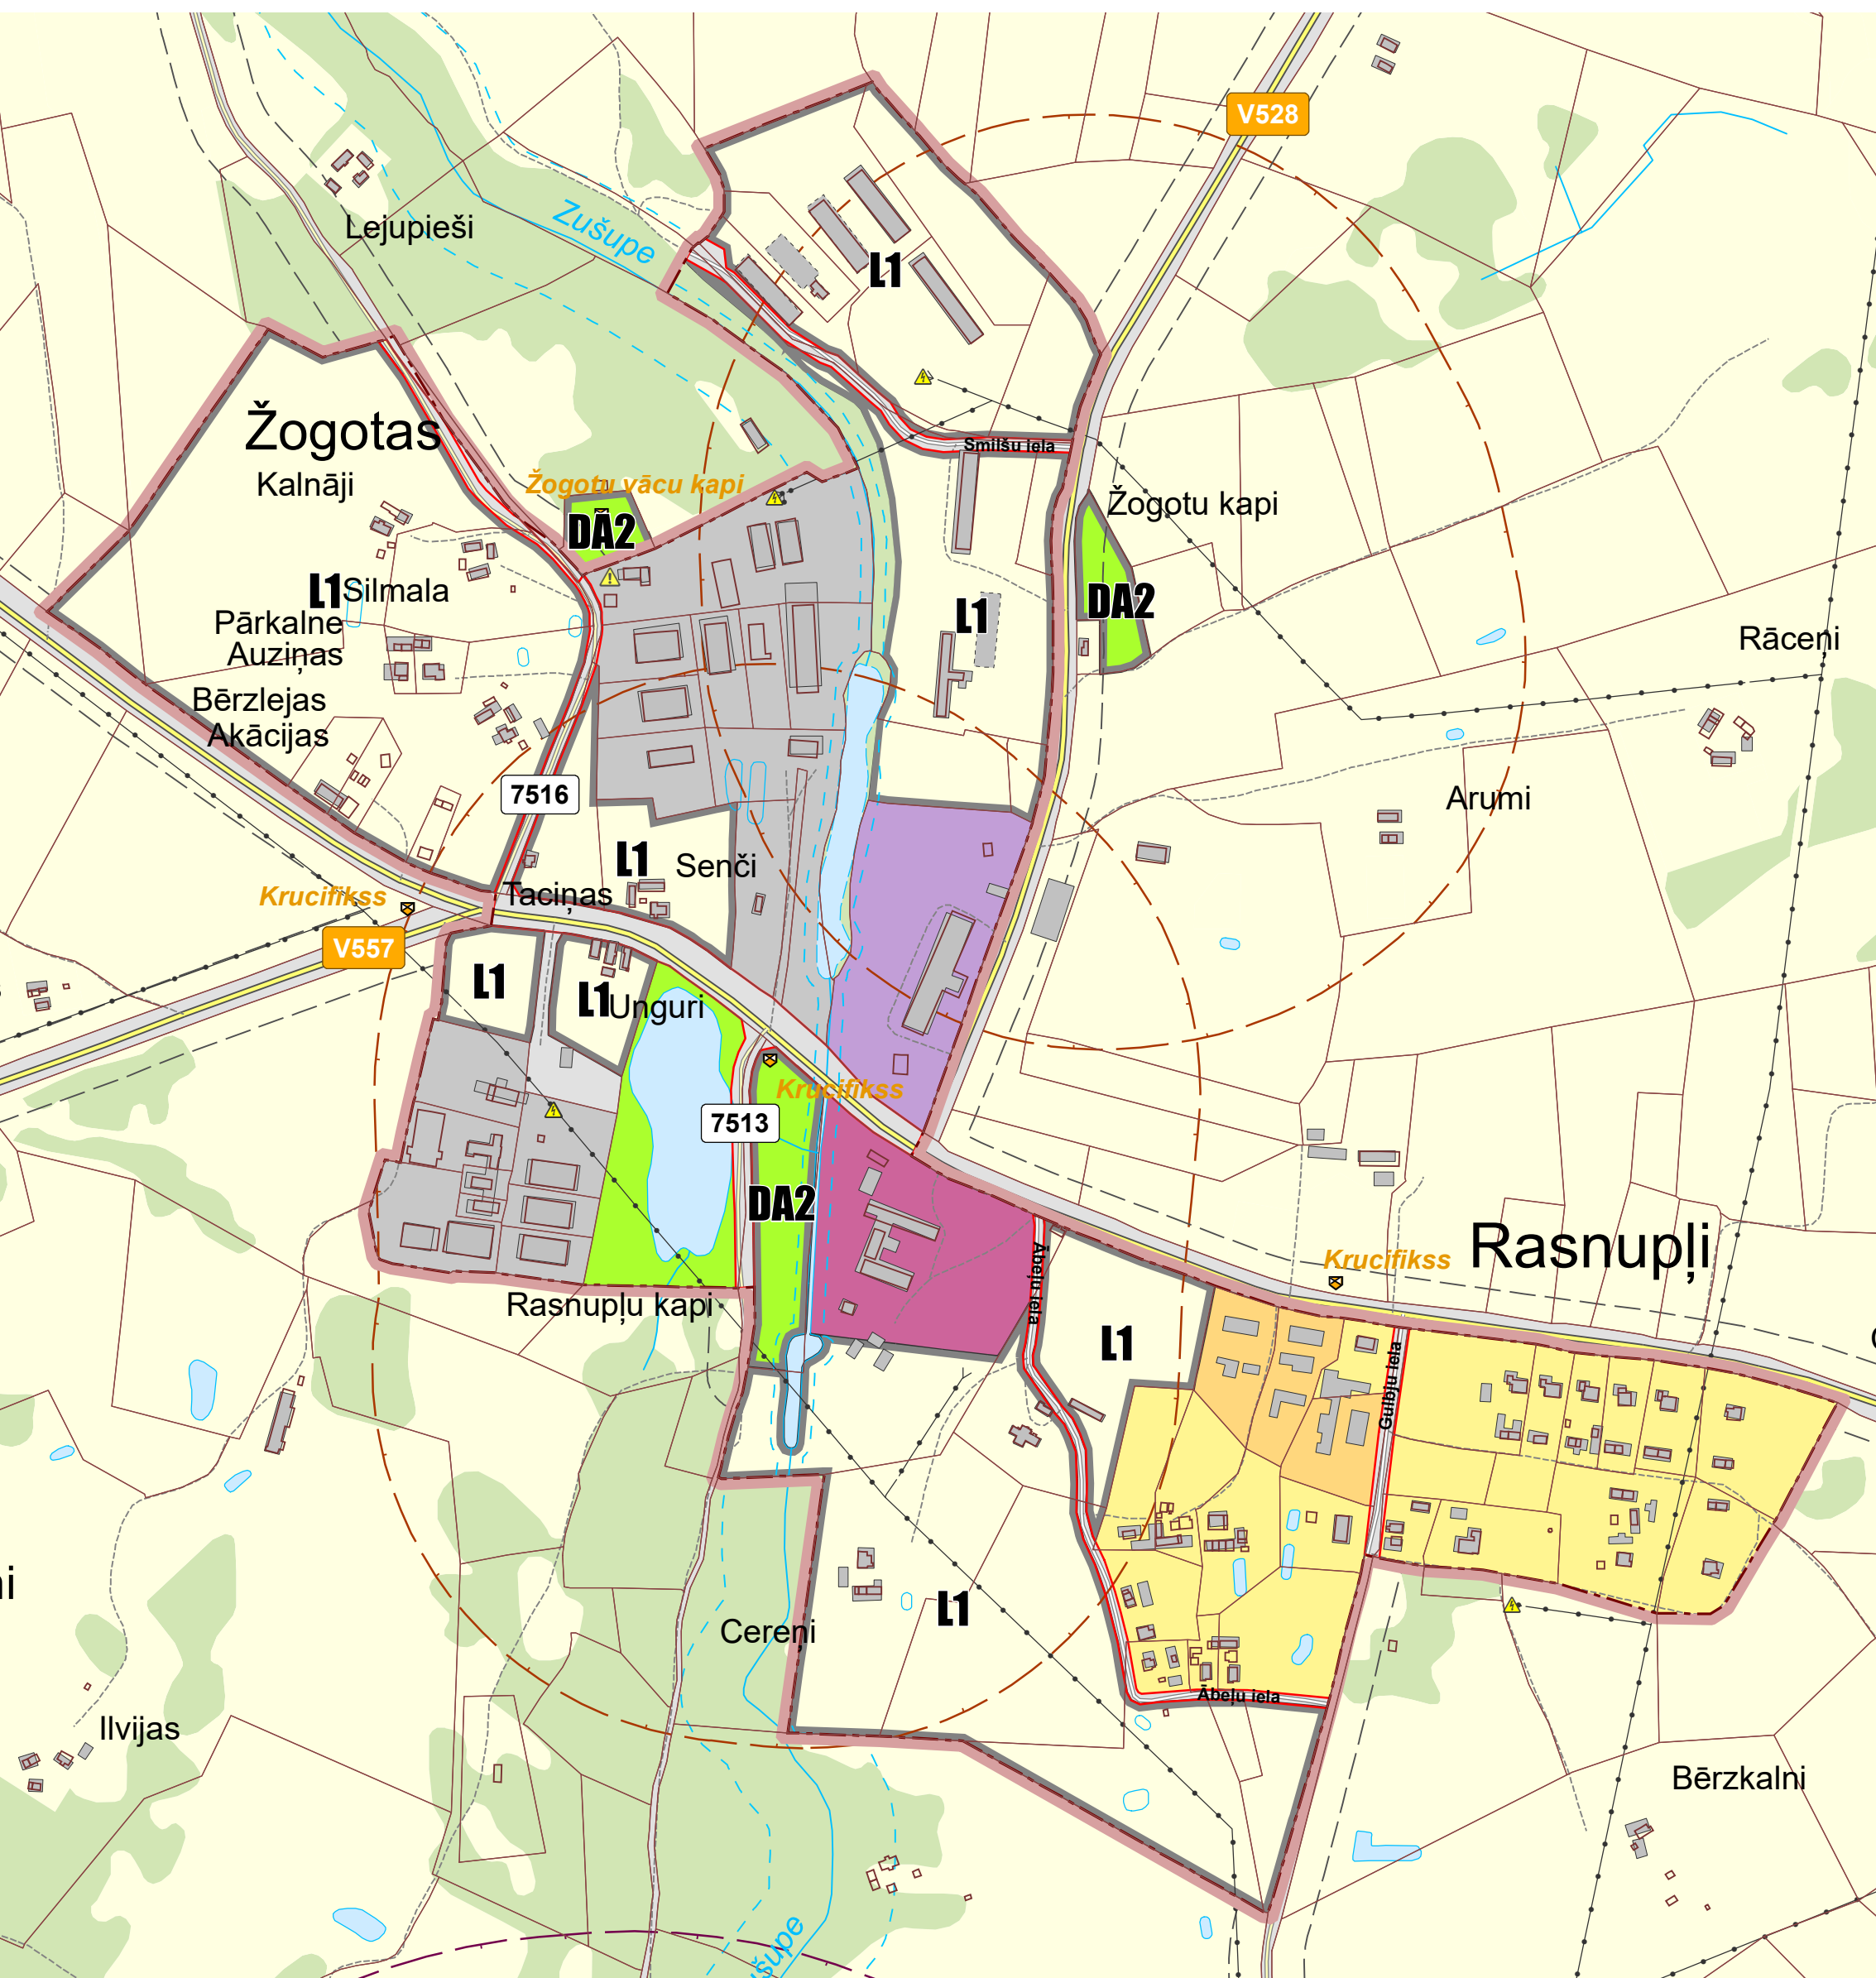 V528
Lejupieši
Zušupe
L1
Žogotas
Smilšu iela
Kalnāji
Žogotu vācu kapi
Žogotu kapi
DA2
L1
Silmala
DA2
L1
Pārkalne
Rāceņi
Auziņas
Bērzlejas
Akācijas
7516
Arumi
L1
Senči
Krucifikss
Taciņas
V557
L1
L1
Unguri
Krucifikss
7513
DA2
Ābeļu iela
Krucifikss
Rasnupļi
Rasnupļu kapi
L1
Gulbju iela
L1
Cereņi
Ābeļu iela
Ilvijas
Bērzkalni